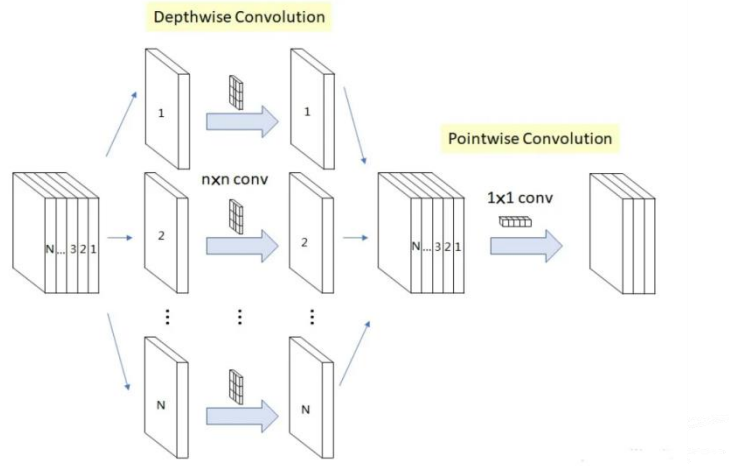 Depthwise Convolution
1
1
Pointwise Convolution
nxn conv
1x1 conv
N ... 3 2 1
2
2
N ... 3 2 1
N
N